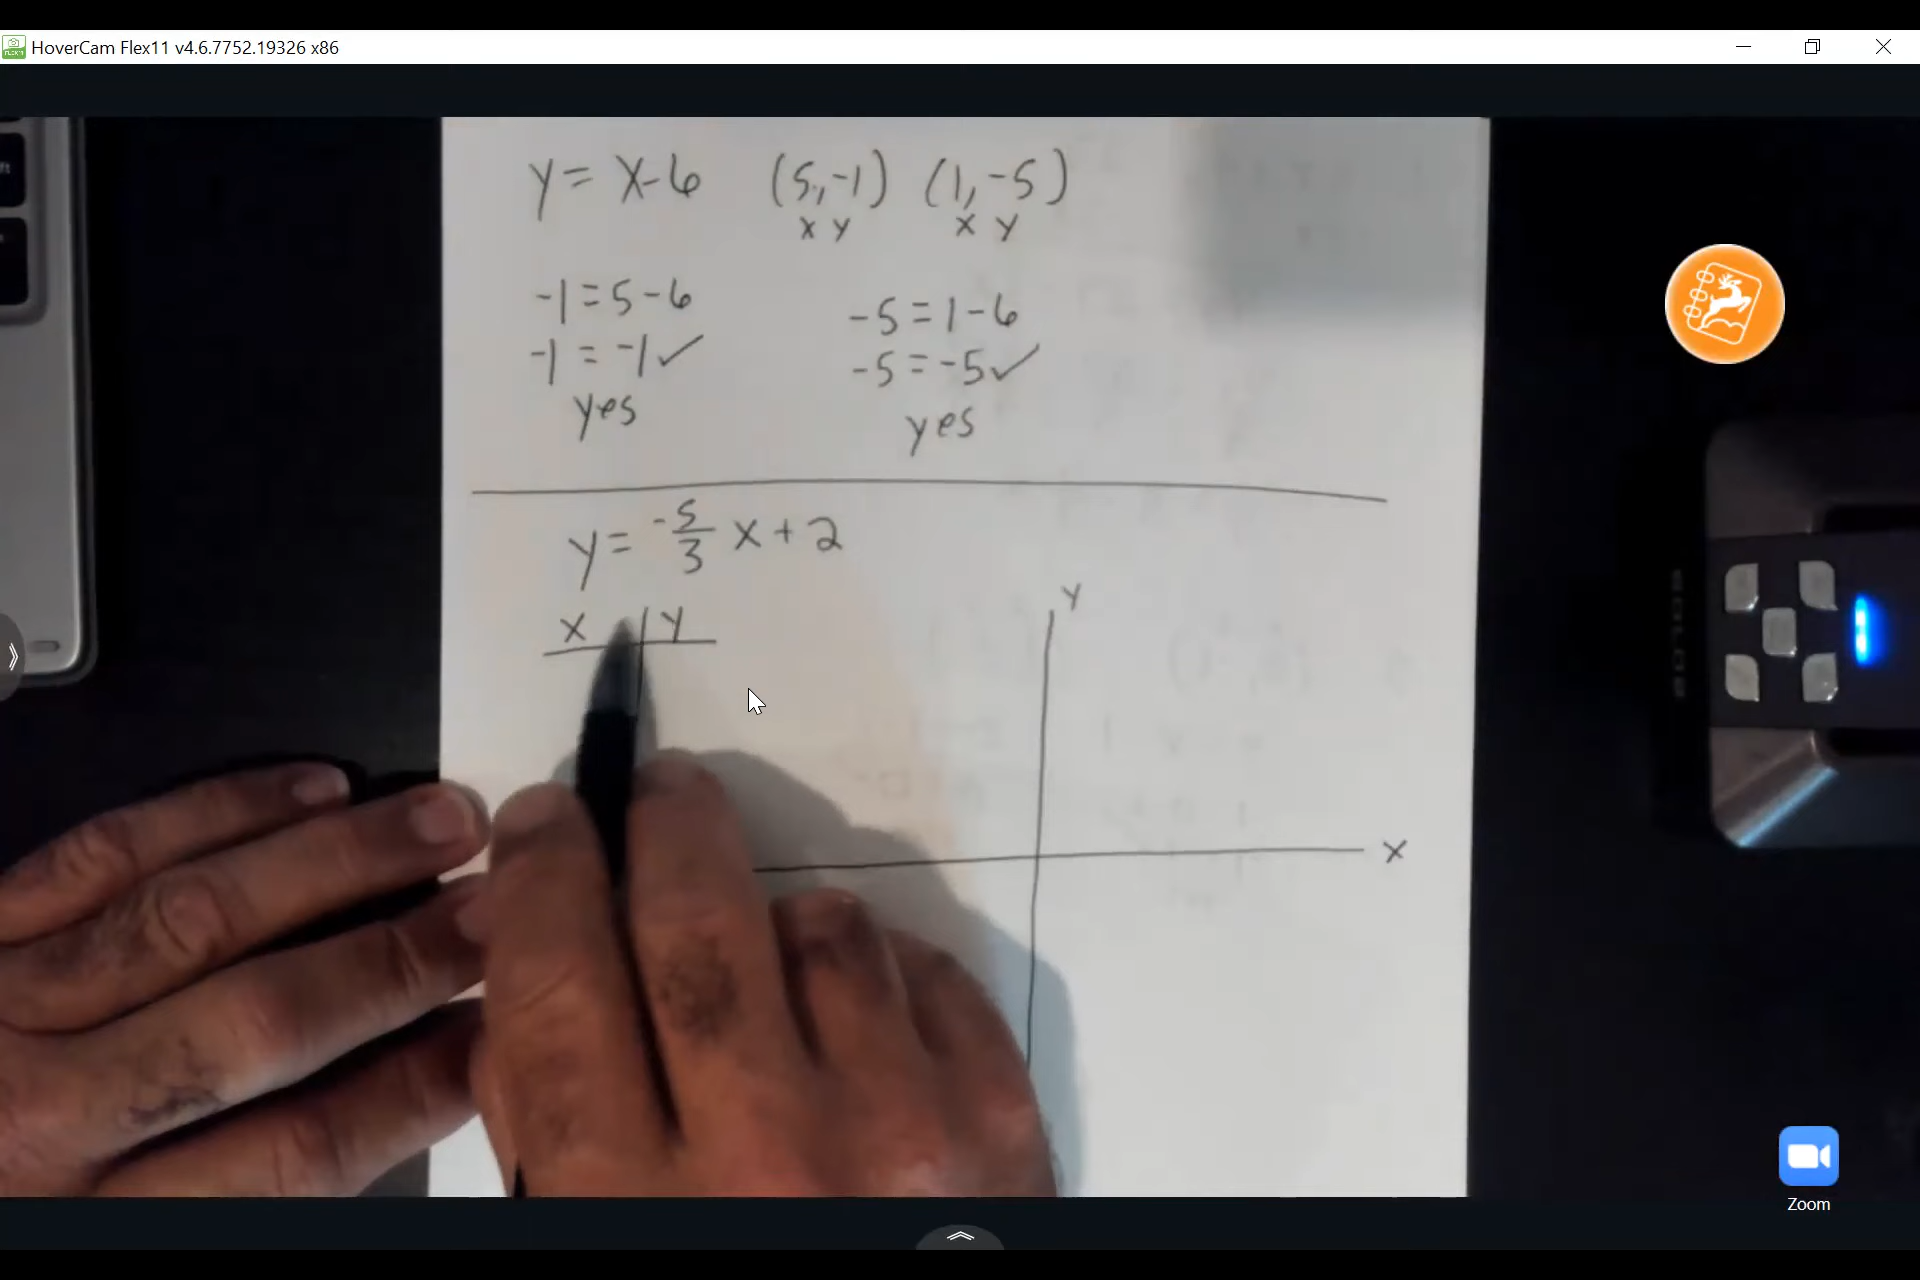 HoverCam Flex11 v4.6.7752.19326 x86
y = x-6 (5,-1) (1,-5)
x y x y
-1 = 5-6
-1 = -1 ✓
yes
-5 = 1-6
-5 = -5 ✓
yes
y = -5/3 x + 2
x | y
y
x
Zoom